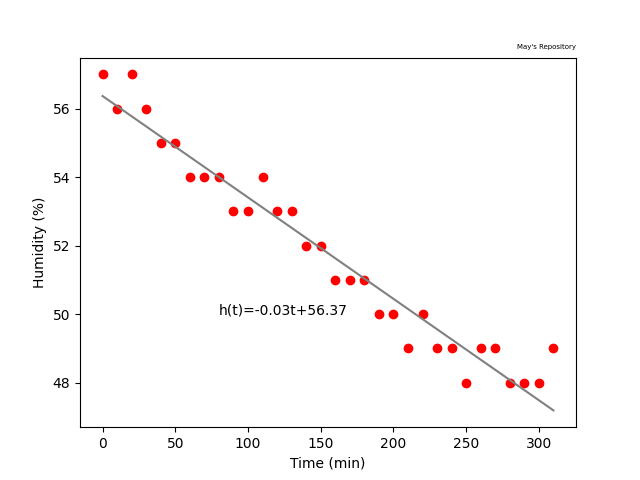 May's Repository
56
54
52
50
48
Humidity (%)
h(t)=-0.03t+56.37
0 50 100 150 200 250 300
Time (min)